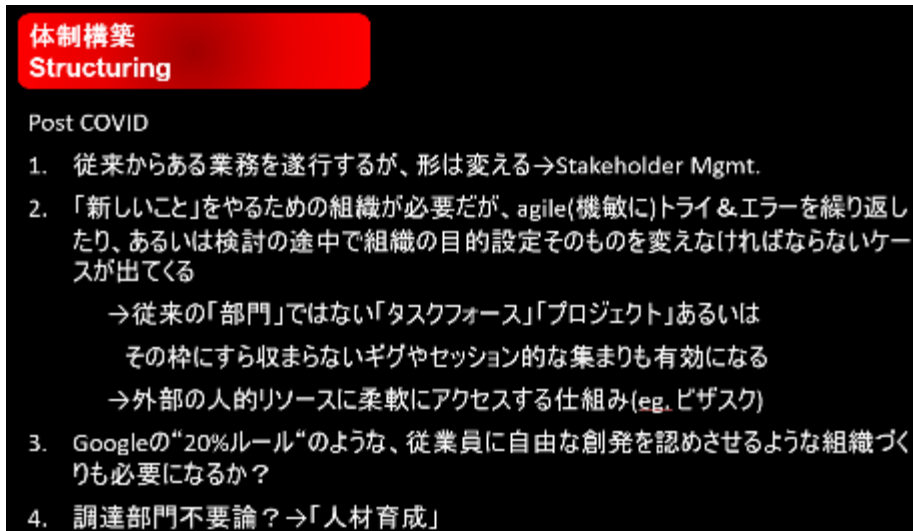 体制構築
Structuring
Post COVID
1. 従来からある業務を遂行するが、形は変える→Stakeholder Mgmt.
2. 「新しいこと」をやるための組織が必要だが、agile(機敏に)トライ＆エラーを繰り返し
たり、あるいは検討の途中で組織の目的設定そのものを変えなければならないケー
スが出てくる
→従来の「部門」ではない「タスクフォース」「プロジェクト」あるいは
その枠にすら収まらないギグやセッション的な集まりも有効になる
→外部の人的リソースに柔軟にアクセスする仕組み(eg. ビザスク)
3. Googleの“20%ルール“のような、従業員に自由な創発を認めさせるような組織づく
りも必要になるか？
4. 調達部門不要論？→「人材育成」